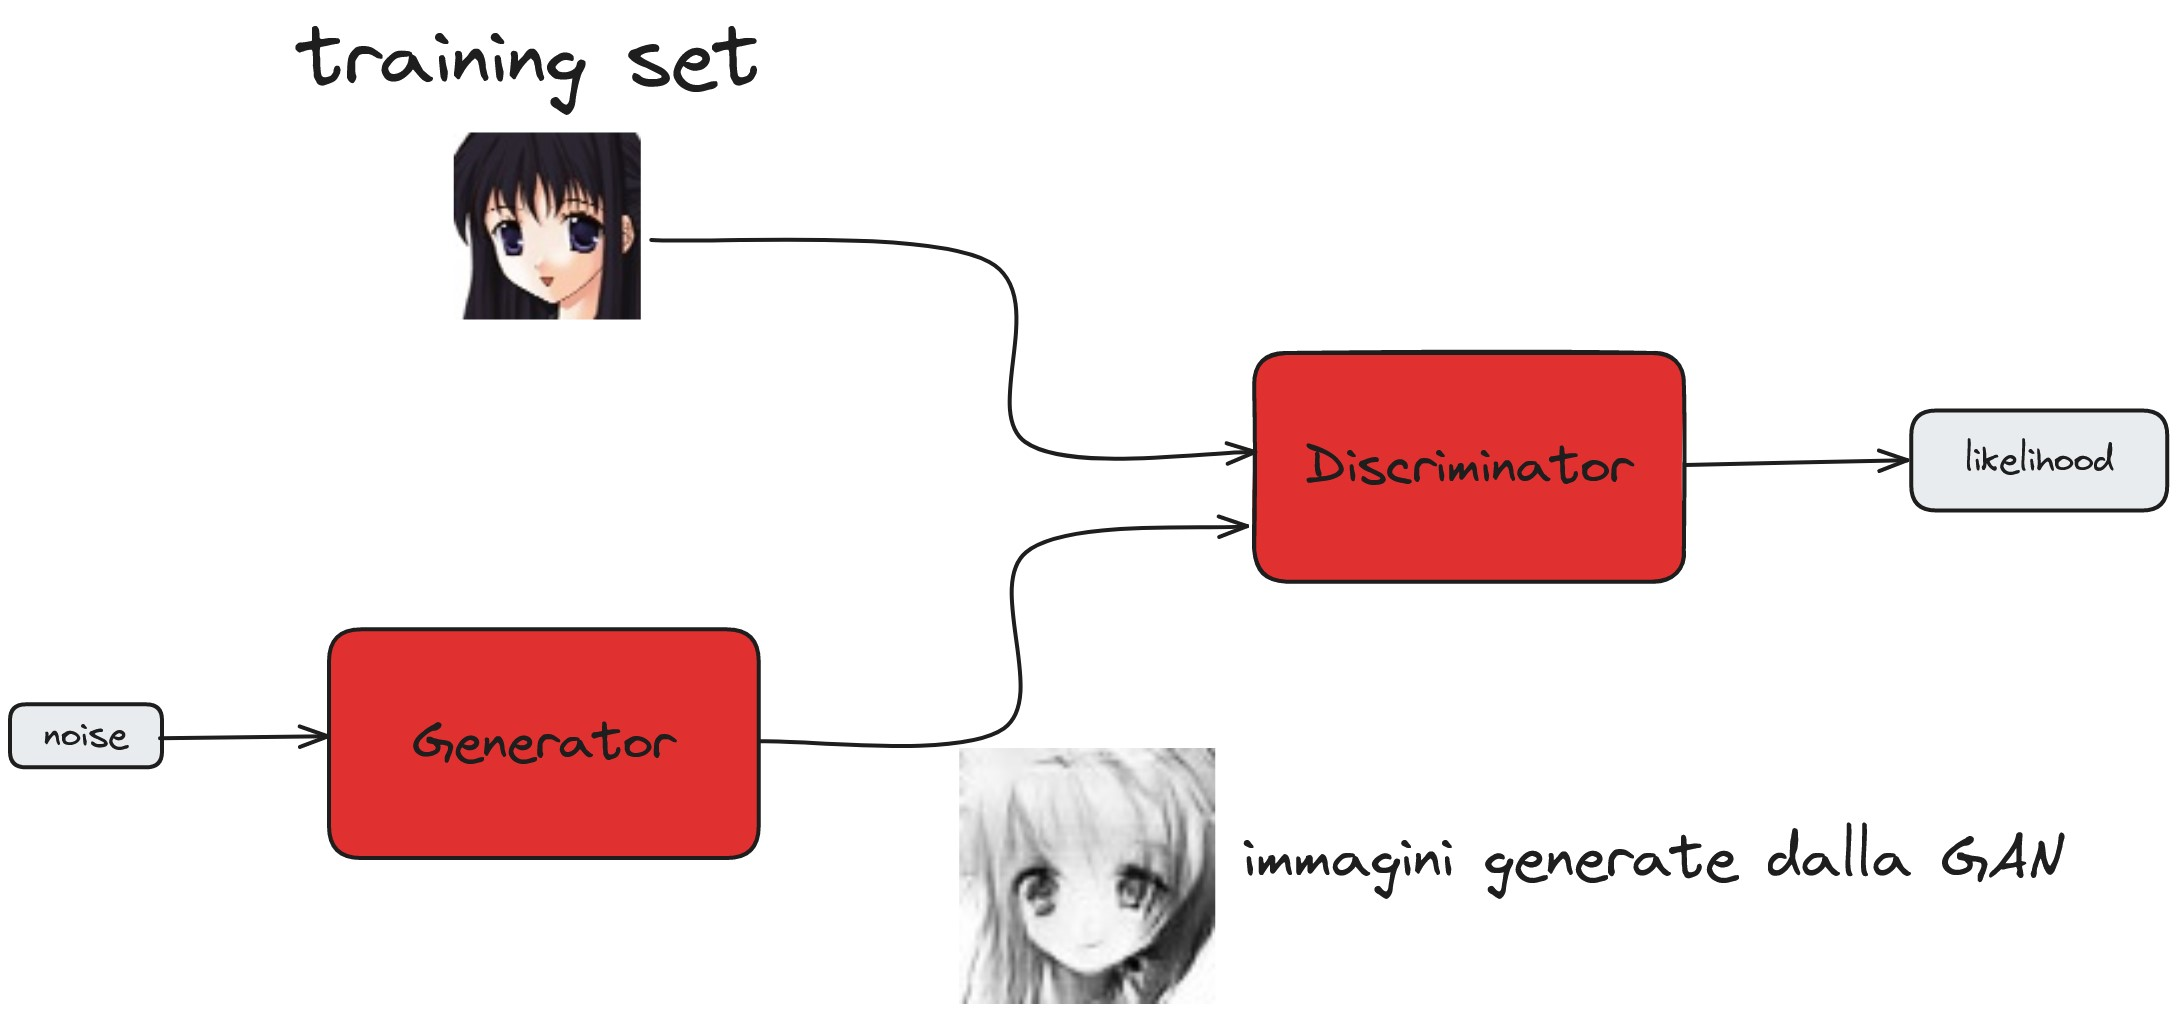 training set
Discriminator
likelihood
noise
Generator
immagini generate dalla GAN